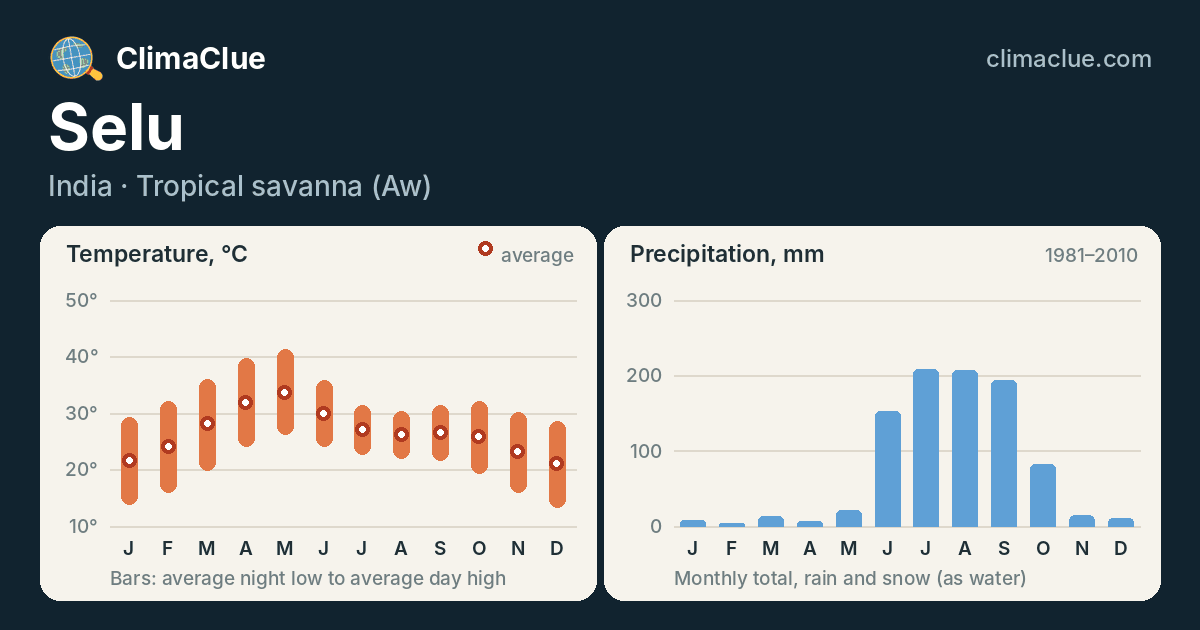 ClimaClue
climaclue.com
Selu
India · Tropical savanna (Aw)
Temperature, °C
average
50°
40°
30°
20°
10°
J F M A M J J A S O N D
Bars: average night low to average day high
Precipitation, mm
1981–2010
300
200
100
0
J F M A M J J A S O N D
Monthly total, rain and snow (as water)